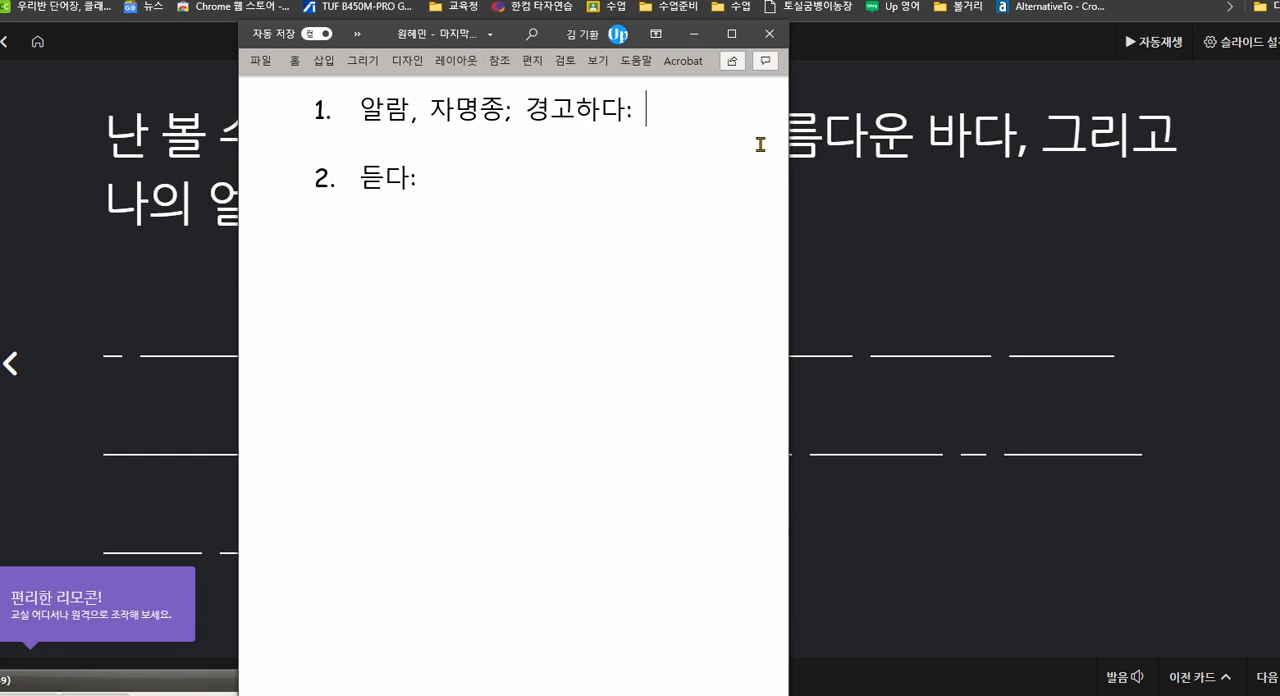 우리반 단어장, 클래... 뉴스 Chrome 웹 스토어 -... TUF B450M-PRO G... 교육청 한컴 타자연습 수업 수업준비 수업 토실굼벵이농장 Up 영어 볼거리 AlternativeTo - Cro...
자동 저장 컴 원혜민 - 마지막... 김 기환 Up
자동재생 슬라이드 설
파일 홈 삽입 그리기 디자인 레이아웃 참조 편지 검토 보기 도움말 Acrobat
난 볼 름다운 바다, 그리고
나의
1. 알람, 자명종; 경고하다:
2. 듣다:
편리한 리모콘!
교실 어디서나 원격으로 조작해 보세요.
발음 이전 카드 다음
9)